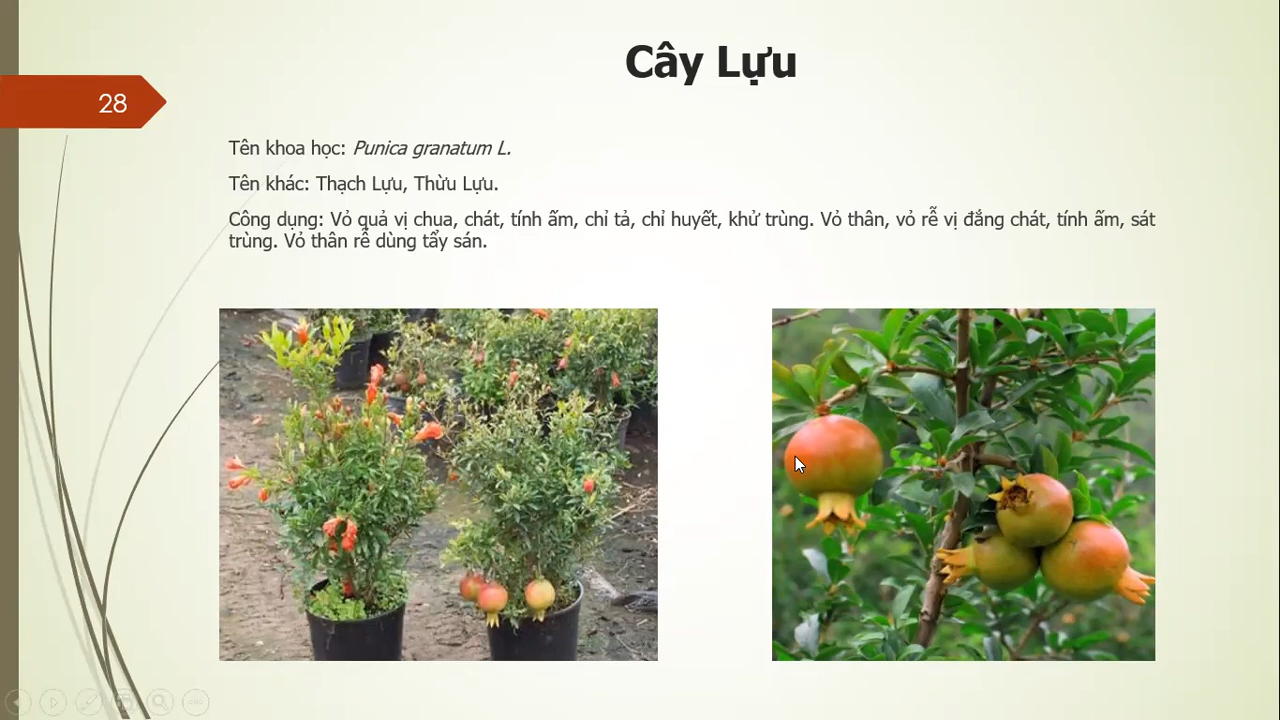 Cây Lựu
28
Tên khoa học: Punica granatum L.
Tên khác: Thạch Lựu, Thừu Lựu.
Công dụng: Vỏ quả vị chua, chát, tính ấm, chỉ tả, chỉ huyết, khử trùng. Vỏ thân, vỏ rễ vị đắng chát, tính ấm, sát
trùng. Vỏ thân rễ dùng tẩy sán.